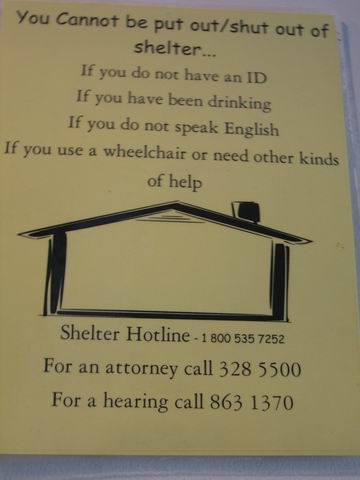 You Cannot be put out/shut out of
shelter...
If you do not have an ID
If you have been drinking
If you do not speak English
If you use a wheelchair or need other kinds
of help
Shelter Hotline - 1 800 535 7252
For an attorney call 328 5500
For a hearing call 863 1370